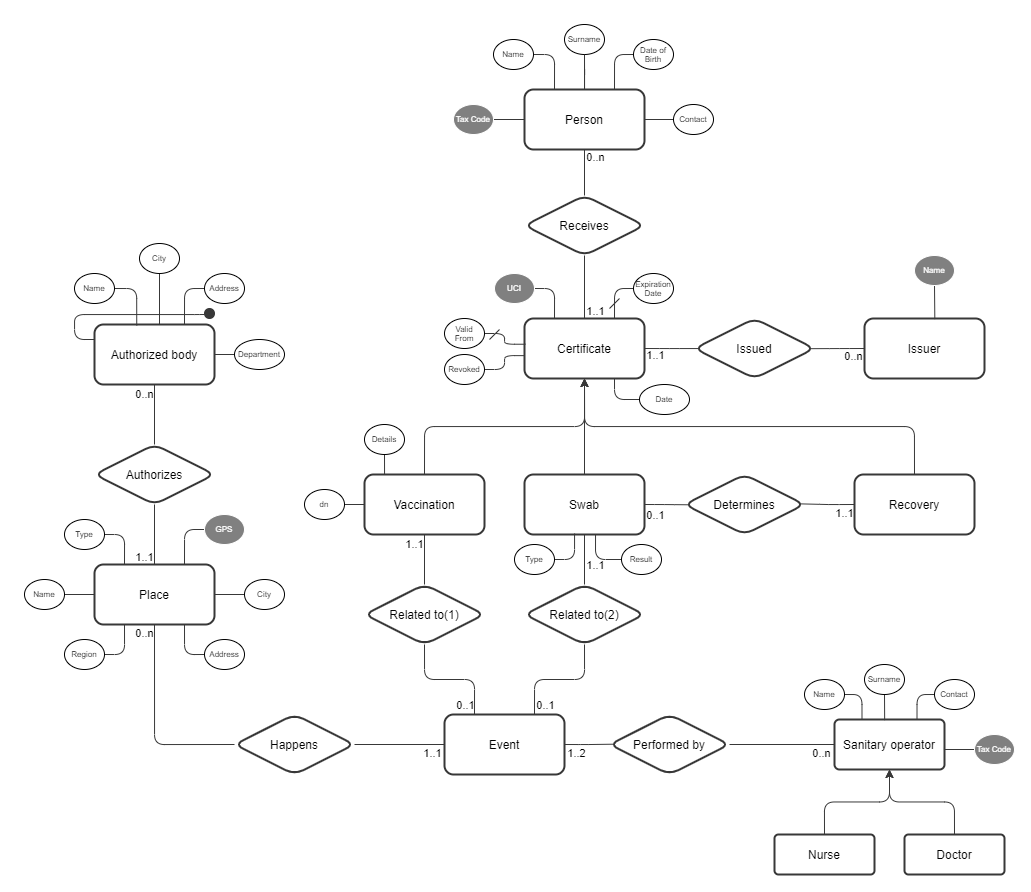 Surname
Name
Date of
Birth
Tax Code
Person
Contact
0..n
Receives
City
Name
Address
UCI
Expiration
Date
Name
1..1
Valid
From
Authorized body
Department
Certificate
Issued
Issuer
1..1
0..n
Revoked
0..n
Date
Details
Authorizes
dn
Vaccination
Swab
Determines
Recovery
0..1
1..1
Type
GPS
1..1
1..1
Type
1..1
Result
Name
Place
City
Related to(1)
Related to(2)
0..n
Region
Address
Surname
Name
Contact
0..1
0..1
Happens
Event
Performed by
Sanitary operator
Tax Code
1..1
1..2
0..n
Nurse
Doctor